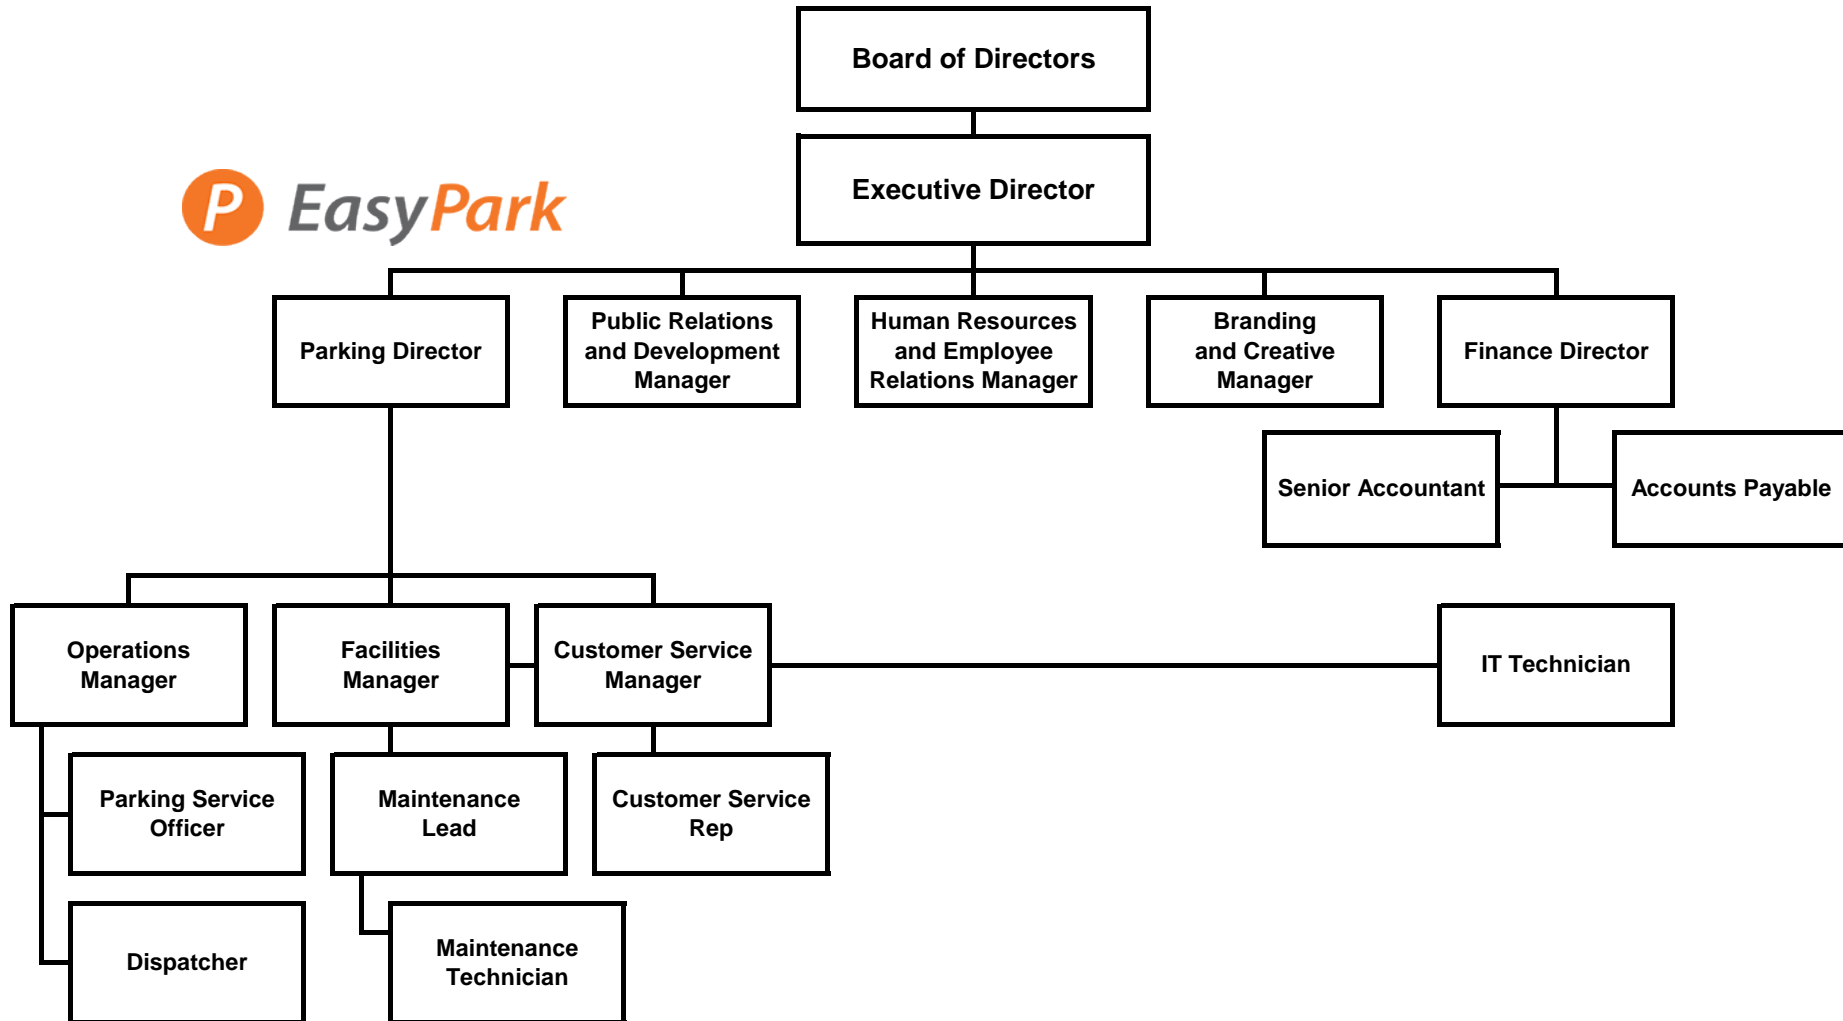 Board of Directors
Executive Director
P EasyPark
Parking Director
Public Relations
and Development
Manager
Human Resources
and Employee
Relations Manager
Branding
and Creative
Manager
Finance Director
Senior Accountant
Accounts Payable
Operations
Manager
Facilities
Manager
Customer Service
Manager
IT Technician
Parking Service
Officer
Maintenance
Lead
Customer Service
Rep
Dispatcher
Maintenance
Technician